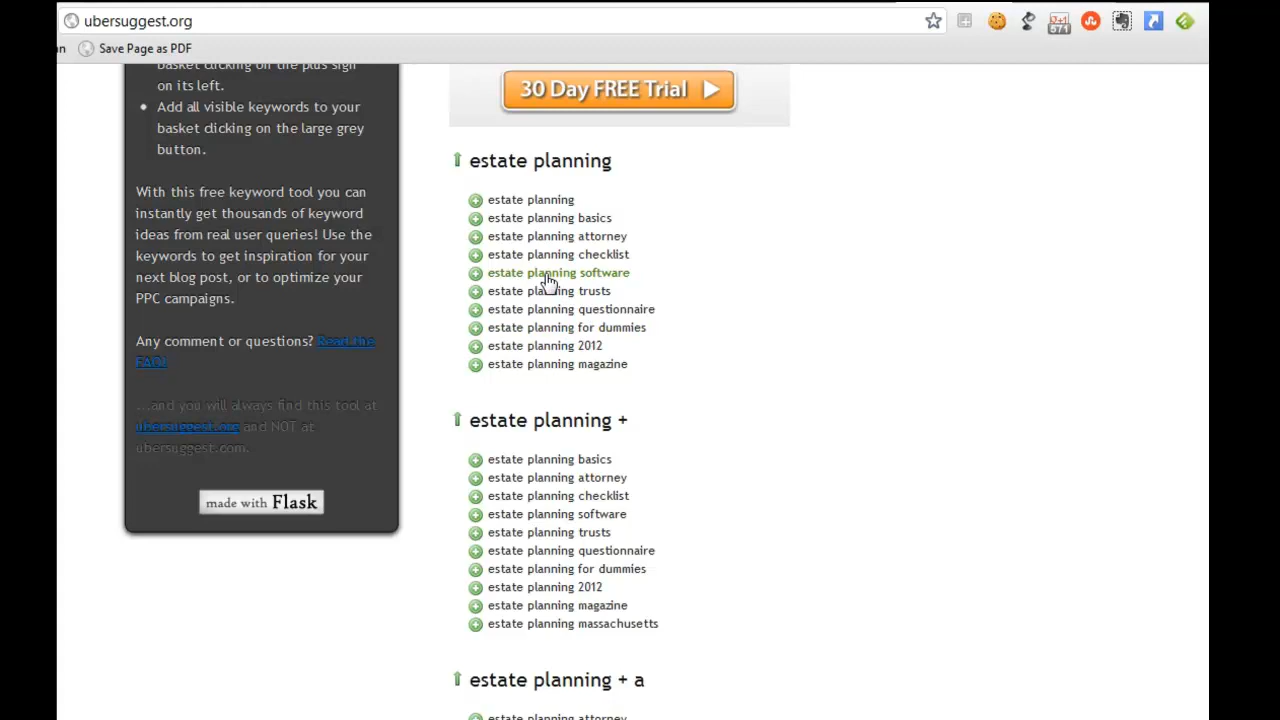 ubersuggest.org
+1
571
an
Save Page as PDF
basket clicking on the plus sign
on its left.
Add all visible keywords to your
basket clicking on the large grey
button.
With this free keyword tool you can
instantly get thousands of keyword
ideas from real user queries! Use the
keywords to get inspiration for your
next blog post, or to optimize your
PPC campaigns.
Any comment or questions? Read the
FAQ!
...and you will always find this tool at
ubersuggest.org and NOT at
ubersuggest.com.
made with Flask
30 Day FREE Trial
estate planning
estate planning
estate planning basics
estate planning attorney
estate planning checklist
estate planning software
estate planning trusts
estate planning questionnaire
estate planning for dummies
estate planning 2012
estate planning magazine
estate planning +
estate planning basics
estate planning attorney
estate planning checklist
estate planning software
estate planning trusts
estate planning questionnaire
estate planning for dummies
estate planning 2012
estate planning magazine
estate planning massachusetts
estate planning + a
estate planning attorney